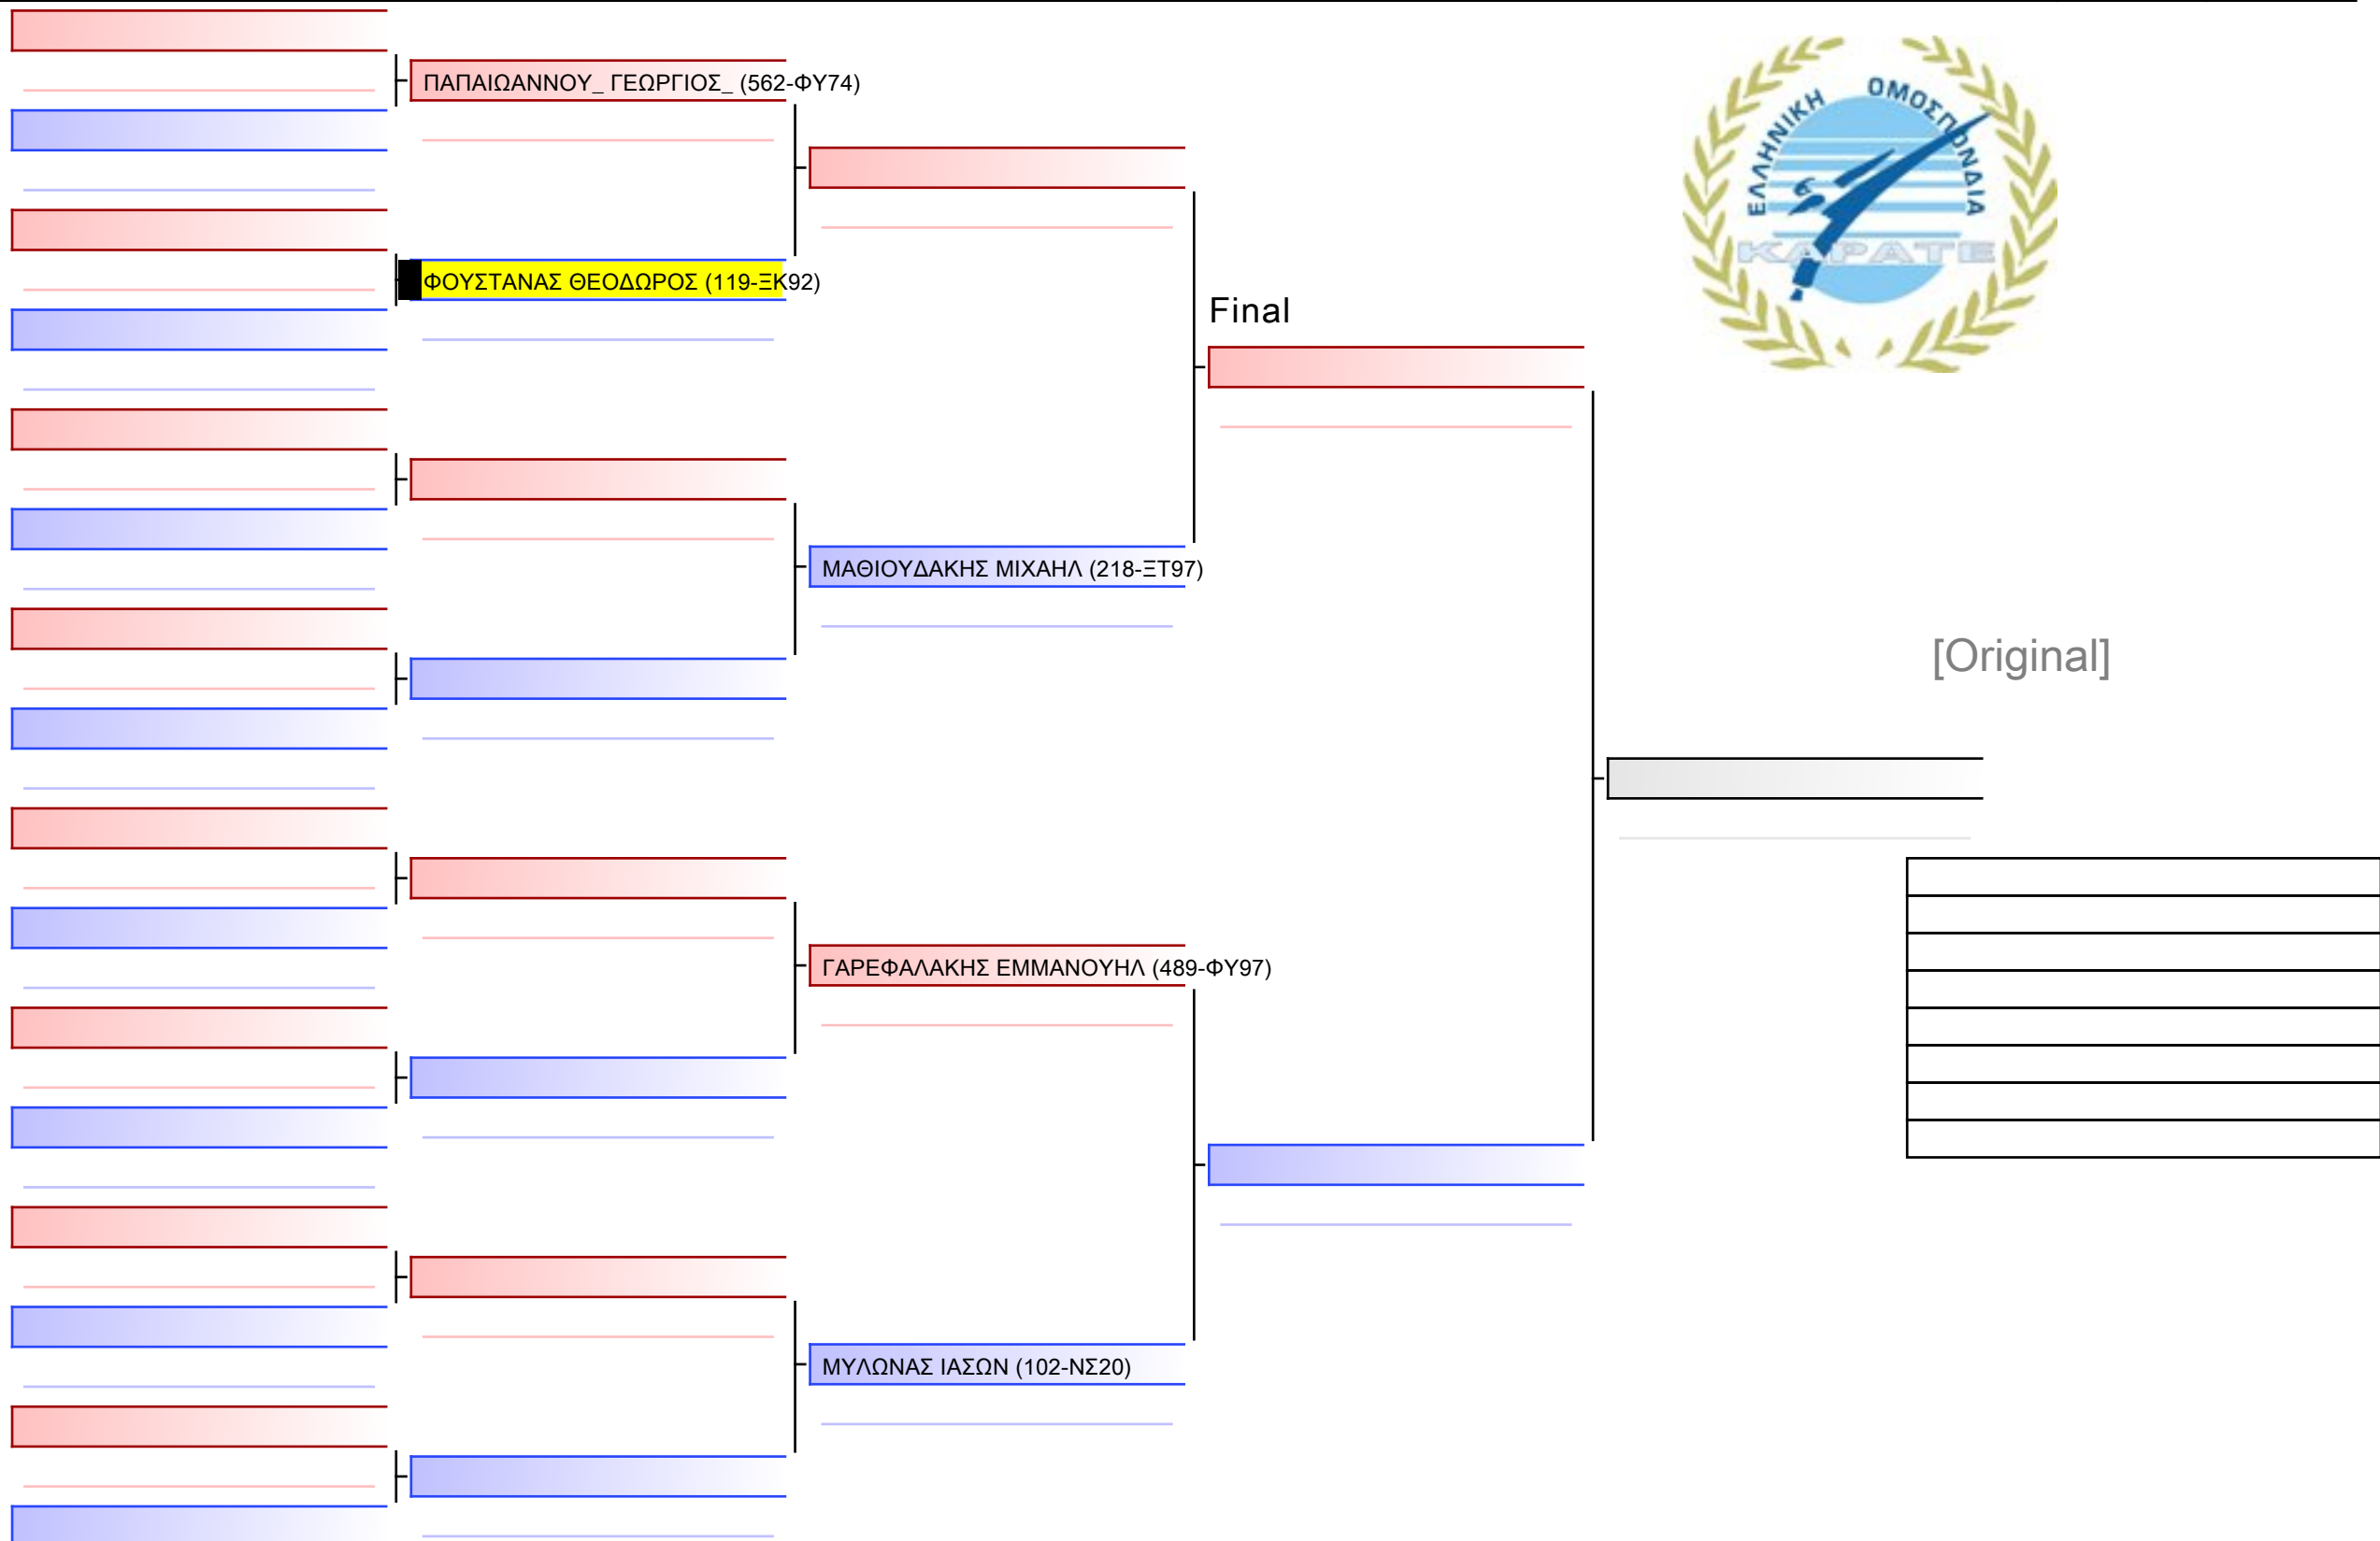 ΠΑΠΑΙΩΑΝΝΟΥ_ ΓΕΩΡΓΙΟΣ_ (562-ΦΥ74)
ΕΛΛΗΝΙΚΗ ΟΜΟΣΠΟΝΔΙΑ
ΚΑΡΑΤΕ
ΦΟΥΣΤΑΝΑΣ ΘΕΟΔΩΡΟΣ (119-ΞΚ92)
Final
ΜΑΘΙΟΥΔΑΚΗΣ ΜΙΧΑΗΛ (218-ΞΤ97)
[Original]
ΓΑΡΕΦΑΛΑΚΗΣ ΕΜΜΑΝΟΥΗΛ (489-ΦΥ97)
ΜΥΛΩΝΑΣ ΙΑΣΩΝ (102-ΝΣ20)